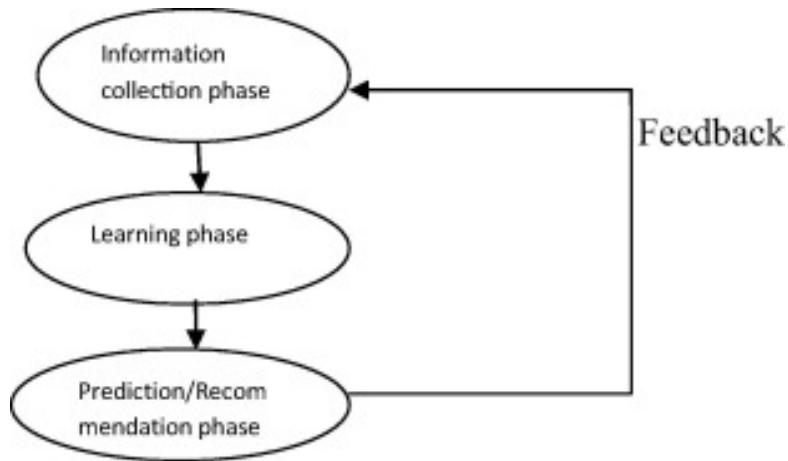 Information
collection phase
Feedback
Learning phase
Prediction/Recom
mendation phase